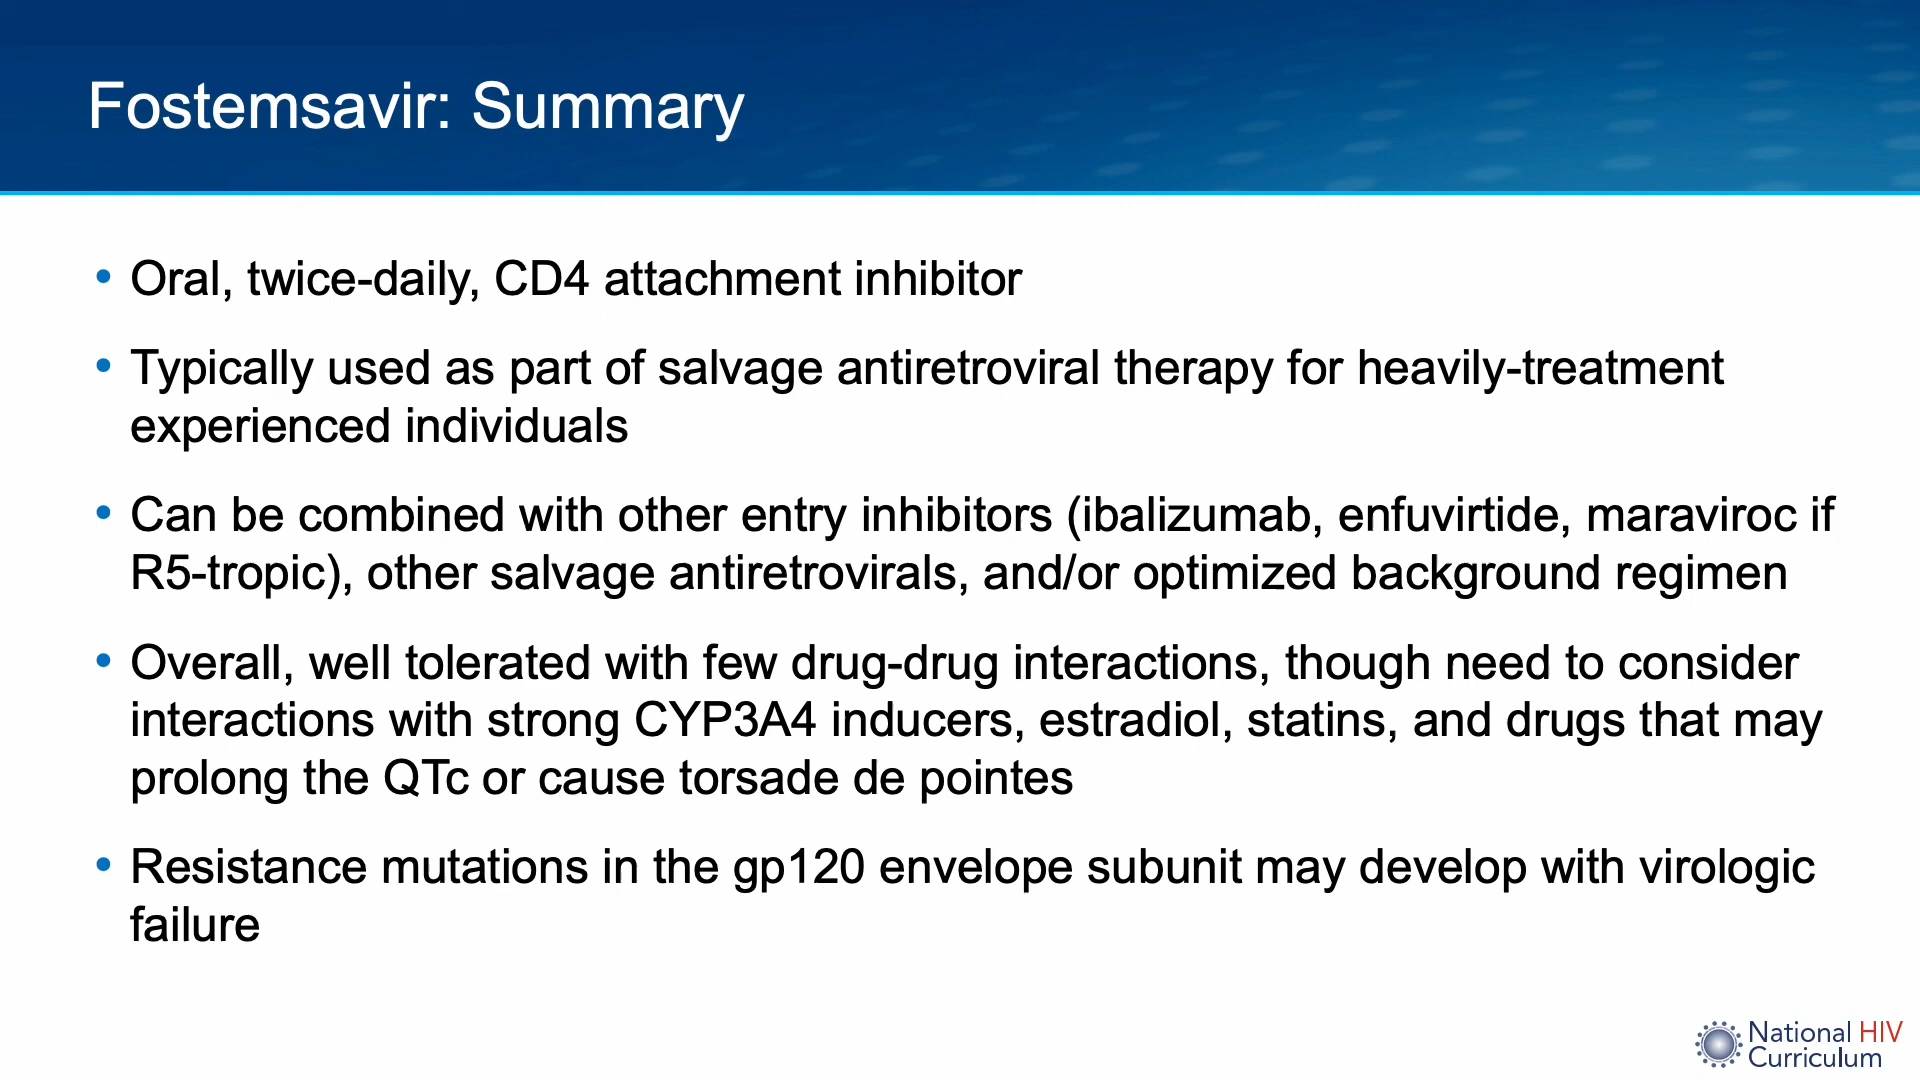 Fostemsavir: Summary
• Oral, twice-daily, CD4 attachment inhibitor
• Typically used as part of salvage antiretroviral therapy for heavily-treatment
experienced individuals
• Can be combined with other entry inhibitors (ibalizumab, enfuvirtide, maraviroc if
R5-tropic), other salvage antiretrovirals, and/or optimized background regimen
• Overall, well tolerated with few drug-drug interactions, though need to consider
interactions with strong CYP3A4 inducers, estradiol, statins, and drugs that may
prolong the QTc or cause torsade de pointes
• Resistance mutations in the gp120 envelope subunit may develop with virologic
failure
National HIV
Curriculum